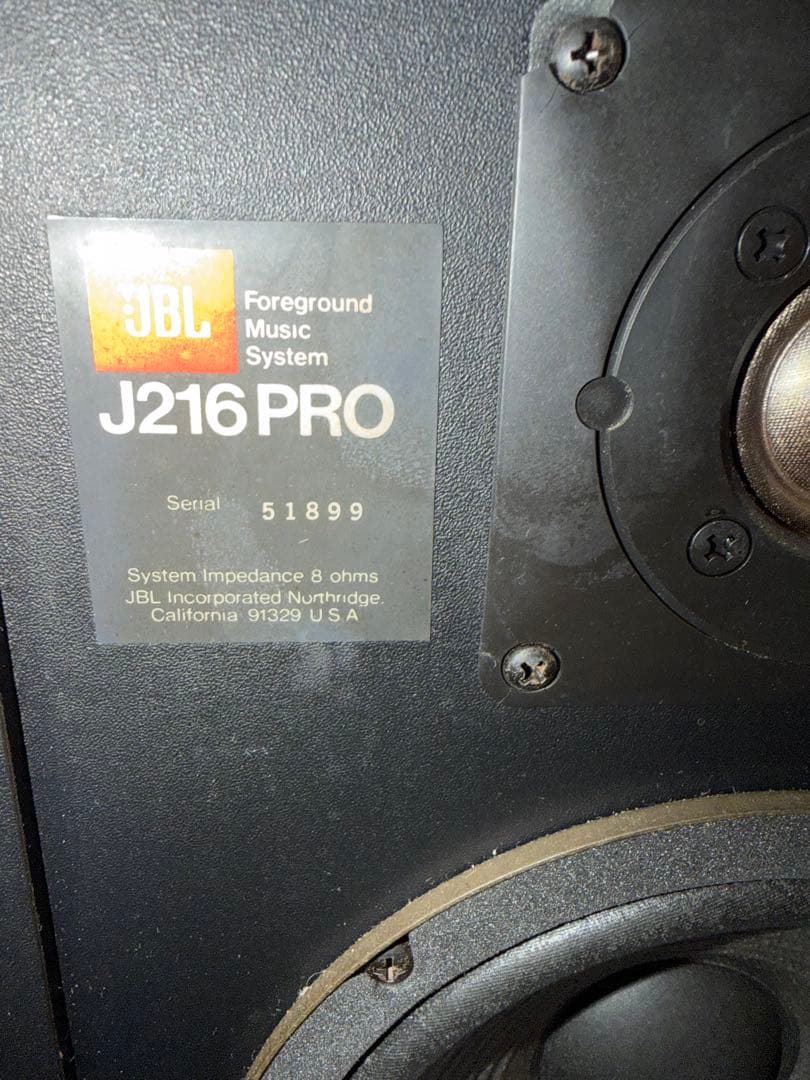 JBL
Foreground
Music
System
J216 PRO
Serial 51899
System Impedance 8 ohms
JBL Incorporated Northridge,
California 91329 U S A